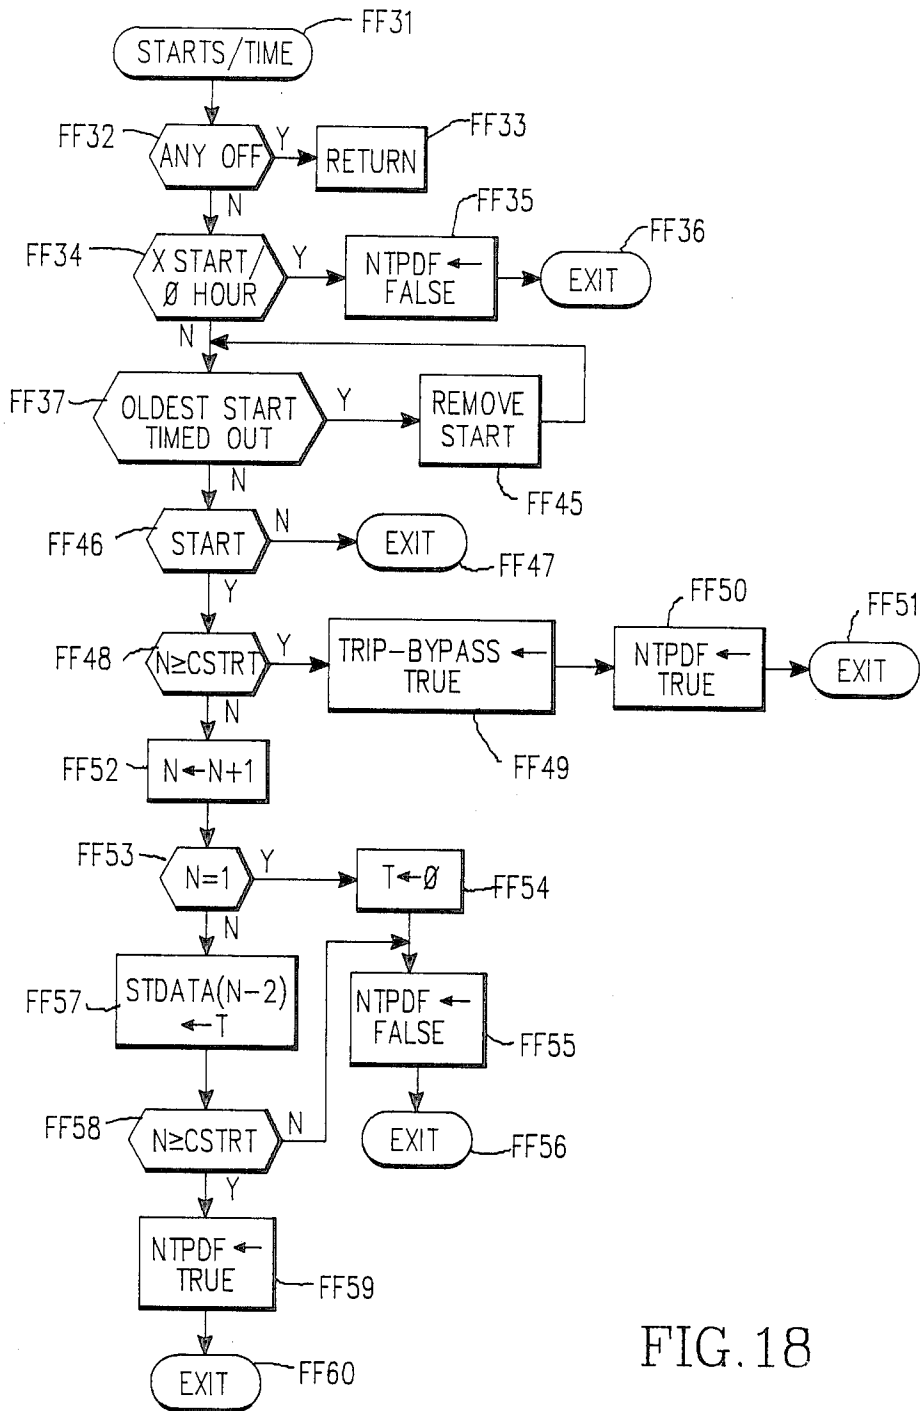 FF31
STARTS/TIME
FF32
ANY OFF
Y
FF33
RETURN
N
FF34
X START/
Ø HOUR
Y
FF35
NTPDF ←
FALSE
FF36
EXIT
N
FF37
OLDEST START
TIMED OUT
Y
REMOVE
START
FF45
N
FF46
START
N
EXIT
FF47
Y
FF48
N≥CSTRT
Y
TRIP-BYPASS ←
TRUE
FF49
FF50
NTPDF ←
TRUE
FF51
EXIT
N
FF52
N←N+1
FF53
N=1
Y
T←Ø
FF54
N
FF57
STDATA(N-2)
←T
NTPDF ←
FALSE
FF55
FF58
N≥CSTRT
N
EXIT
FF56
Y
NTPDF ←
TRUE
FF59
EXIT
FF60
FIG.18